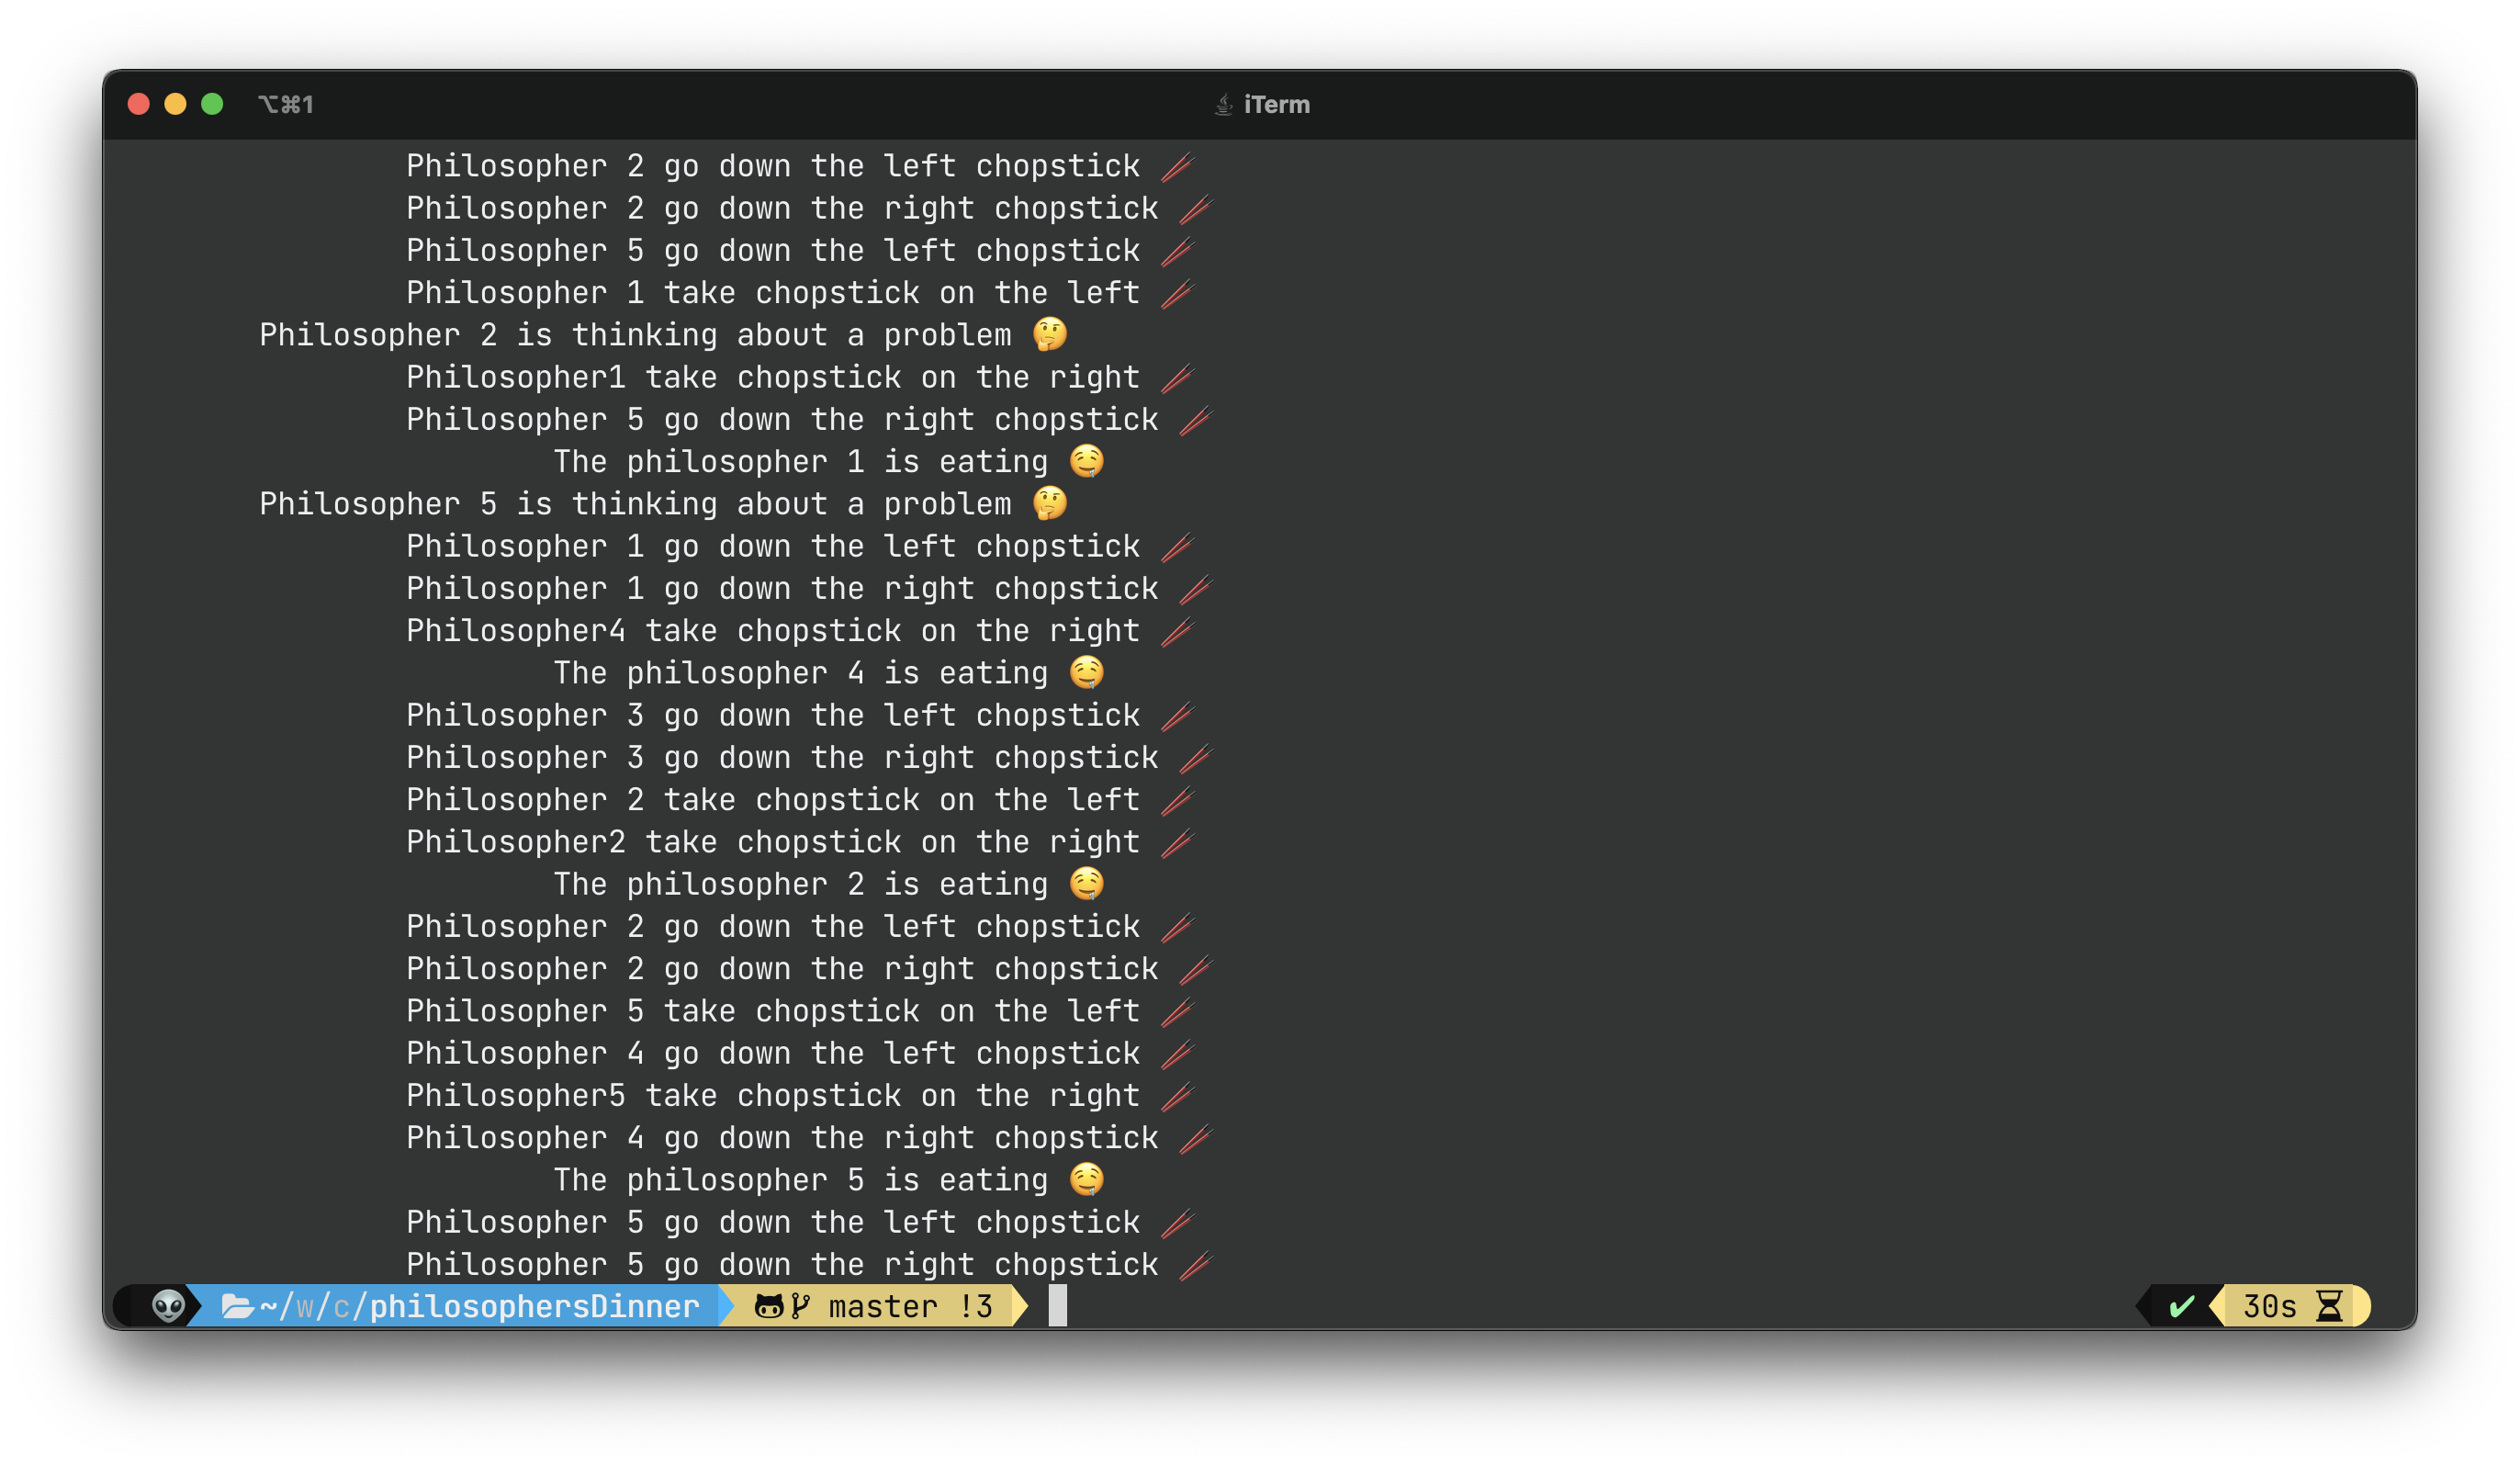 ⌥⌘1 iTerm
Philosopher 2 go down the left chopstick 🥢
Philosopher 2 go down the right chopstick 🥢
Philosopher 5 go down the left chopstick 🥢
Philosopher 1 take chopstick on the left 🥢
Philosopher 2 is thinking about a problem 🤔
Philosopher1 take chopstick on the right 🥢
Philosopher 5 go down the right chopstick 🥢
The philosopher 1 is eating 🤤
Philosopher 5 is thinking about a problem 🤔
Philosopher 1 go down the left chopstick 🥢
Philosopher 1 go down the right chopstick 🥢
Philosopher4 take chopstick on the right 🥢
The philosopher 4 is eating 🤤
Philosopher 3 go down the left chopstick 🥢
Philosopher 3 go down the right chopstick 🥢
Philosopher 2 take chopstick on the left 🥢
Philosopher2 take chopstick on the right 🥢
The philosopher 2 is eating 🤤
Philosopher 2 go down the left chopstick 🥢
Philosopher 2 go down the right chopstick 🥢
Philosopher 5 take chopstick on the left 🥢
Philosopher 4 go down the left chopstick 🥢
Philosopher5 take chopstick on the right 🥢
Philosopher 4 go down the right chopstick 🥢
The philosopher 5 is eating 🤤
Philosopher 5 go down the left chopstick 🥢
Philosopher 5 go down the right chopstick 🥢
👽 ~/w/c/philosophersDinner master !3 ✔ 30s